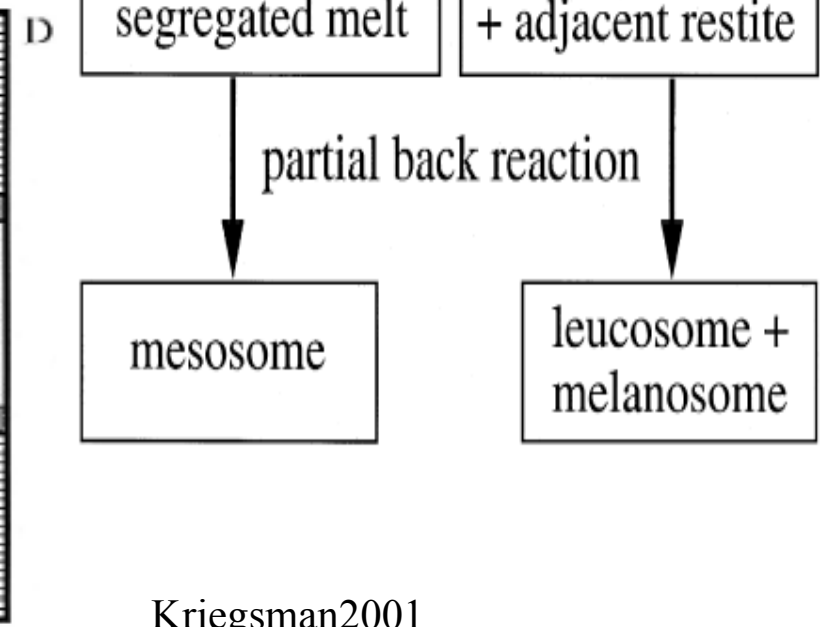 D
segregated melt
+ adjacent restite
partial back reaction
mesosome
leucosome +
melanosome
Kriegsman2001